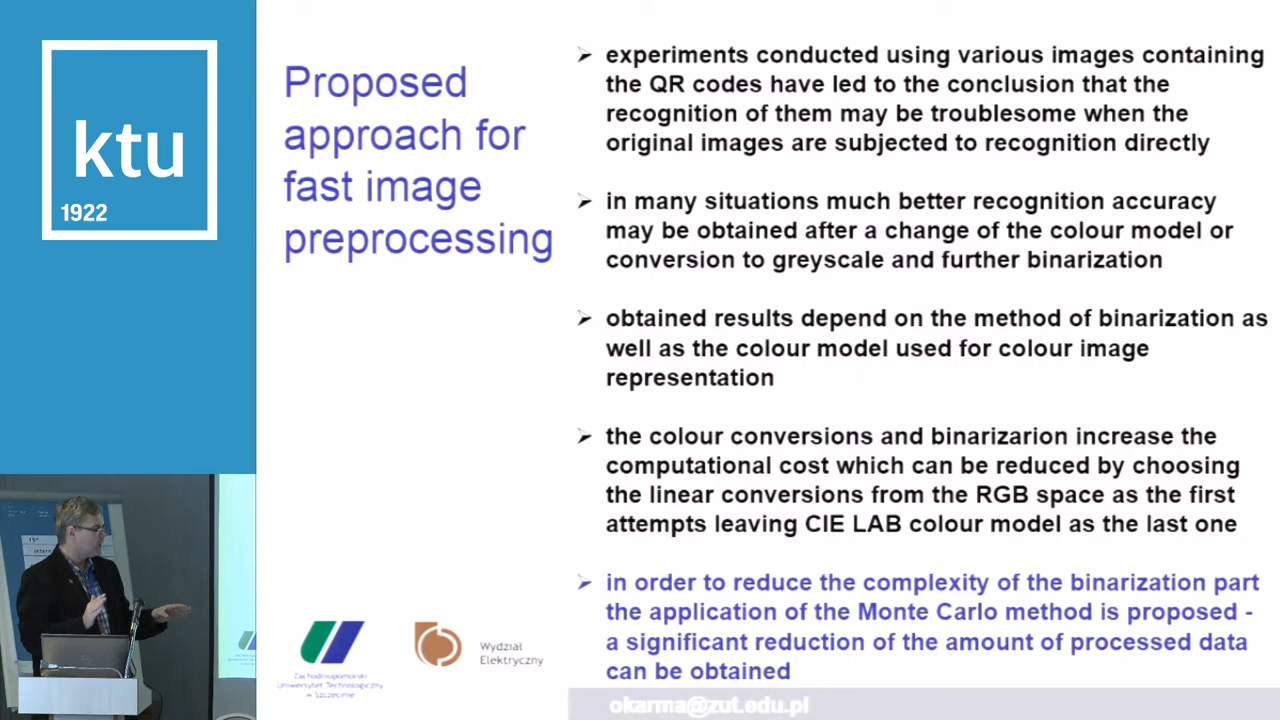 ktu
1922
Proposed
approach for
fast image
preprocessing
➢ experiments conducted using various images containing
the QR codes have led to the conclusion that the
recognition of them may be troublesome when the
original images are subjected to recognition directly
➢ in many situations much better recognition accuracy
may be obtained after a change of the colour model or
conversion to greyscale and further binarization
➢ obtained results depend on the method of binarization as
well as the colour model used for colour image
representation
➢ the colour conversions and binarizarion increase the
computational cost which can be reduced by choosing
the linear conversions from the RGB space as the first
attempts leaving CIE LAB colour model as the last one
➢ in order to reduce the complexity of the binarization part
the application of the Monte Carlo method is proposed -
a significant reduction of the amount of processed data
can be obtained
Zachodniopomorski
Uniwersytet Technologiczny
w Szczecinie
Wydział
Elektryczny
okarma@zut.edu.pl